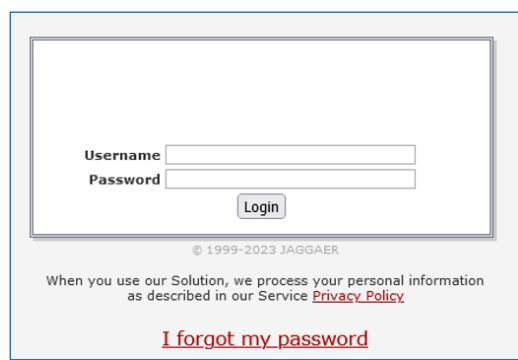 Username
Password
Login
© 1999-2023 JAGGAER
When you use our Solution, we process your personal information
as described in our Service Privacy Policy
I forgot my password